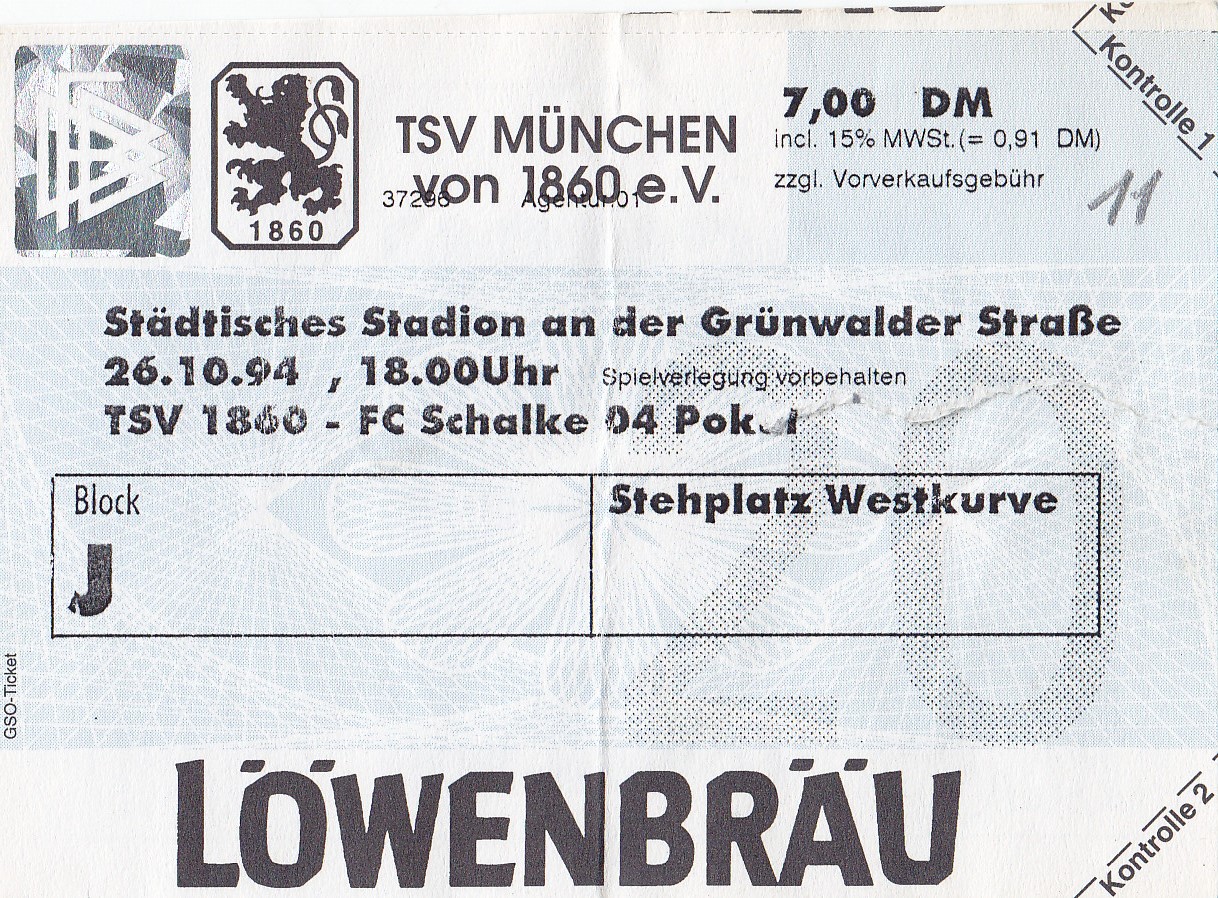 Kontrolle 1
DFB
1860
TSV MÜNCHEN
von 1860 e.V.
37296 Agentur:01
7,00 DM
incl. 15% MWSt.(= 0,91 DM)
zzgl. Vorverkaufsgebühr
11
Städtisches Stadion an der Grünwalder Straße
26.10.94 , 18.00Uhr Spielverlegung vorbehalten
TSV 1860 - FC Schalke 04 Pokal
20
Block
J
Stehplatz Westkurve
GSO-Ticket
LÖWENBRÄU
Kontrolle 2